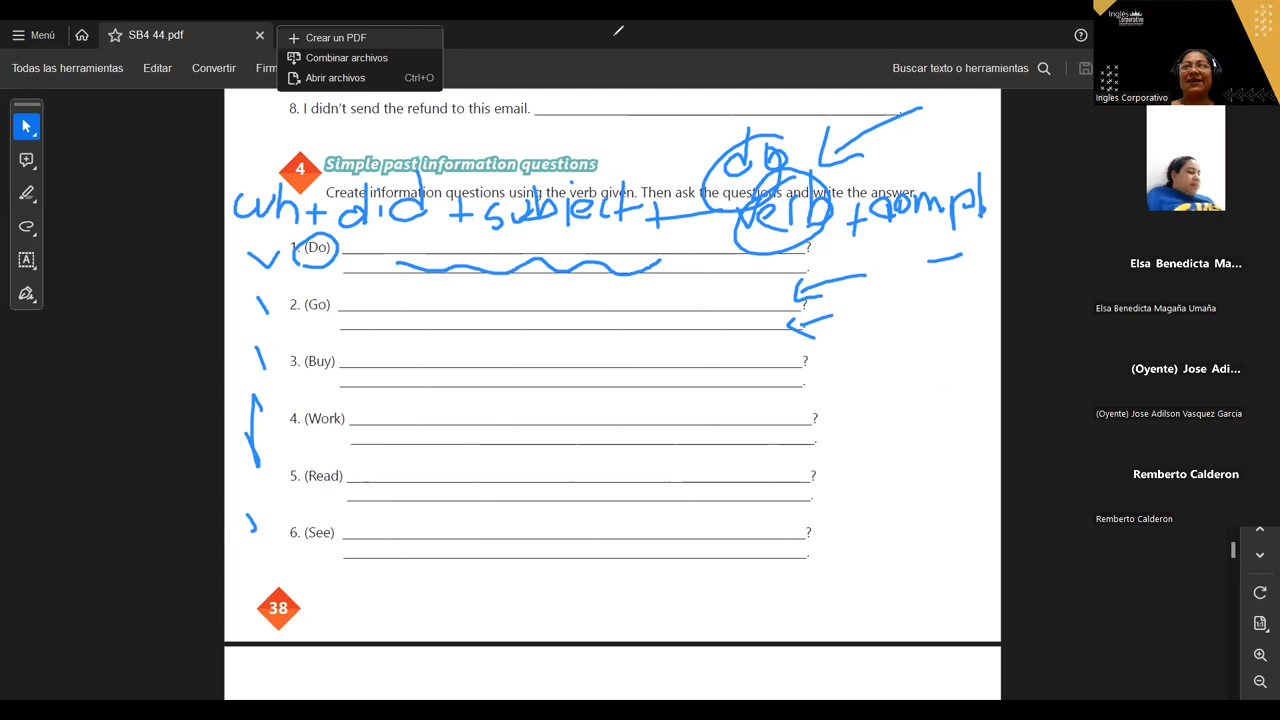 Menú
SB4 44.pdf
Crear un PDF
Combinar archivos
Abrir archivos Ctrl+O
Todas las herramientas Editar Convertir Firm
Buscar texto o herramientas
Inglés Corporativo
Ingles Corporativo
8. I didn't send the refund to this email.
4 Simple past information questions
Create information questions using the verb given. Then ask the questions and write the answer.
do
wh + did + subject + verb + compl
1. (Do) ?
.
2. (Go) ?
.
3. (Buy) ?
.
4. (Work) ?
.
5. (Read) ?
.
6. (See) ?
38
Elsa Benedicta Ma...
Elsa Benedicta Magaña Umaña
(Oyente) Jose Adi...
(Oyente) Jose Adilson Vasquez Garcia
Remberto Calderon
Remberto Calderon